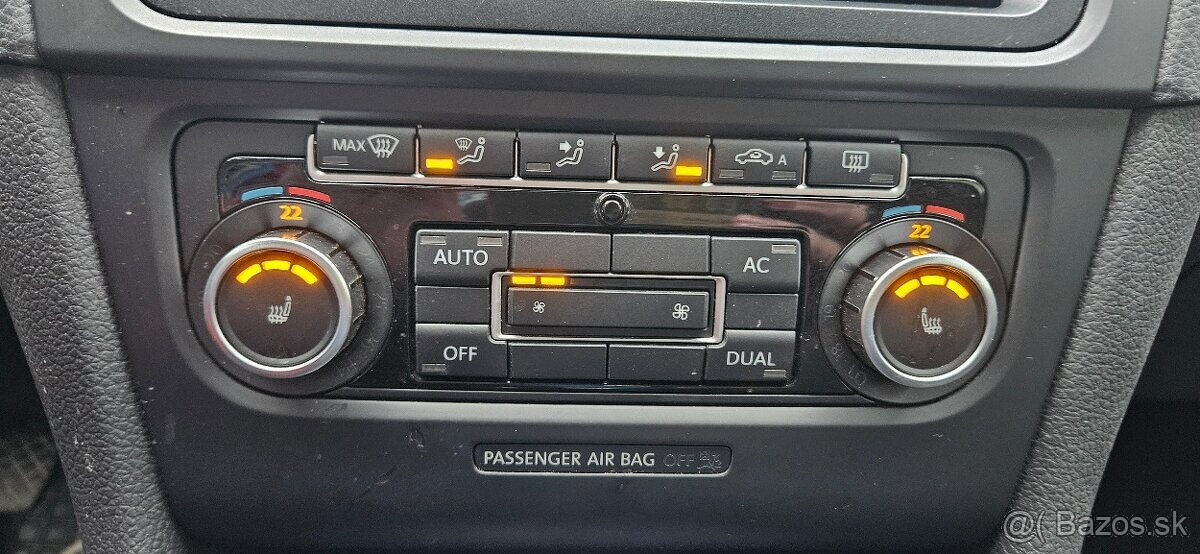 MAX
A
22
22
AUTO
AC
OFF
DUAL
PASSENGER AIR BAG OFF
@( Bazos.sk